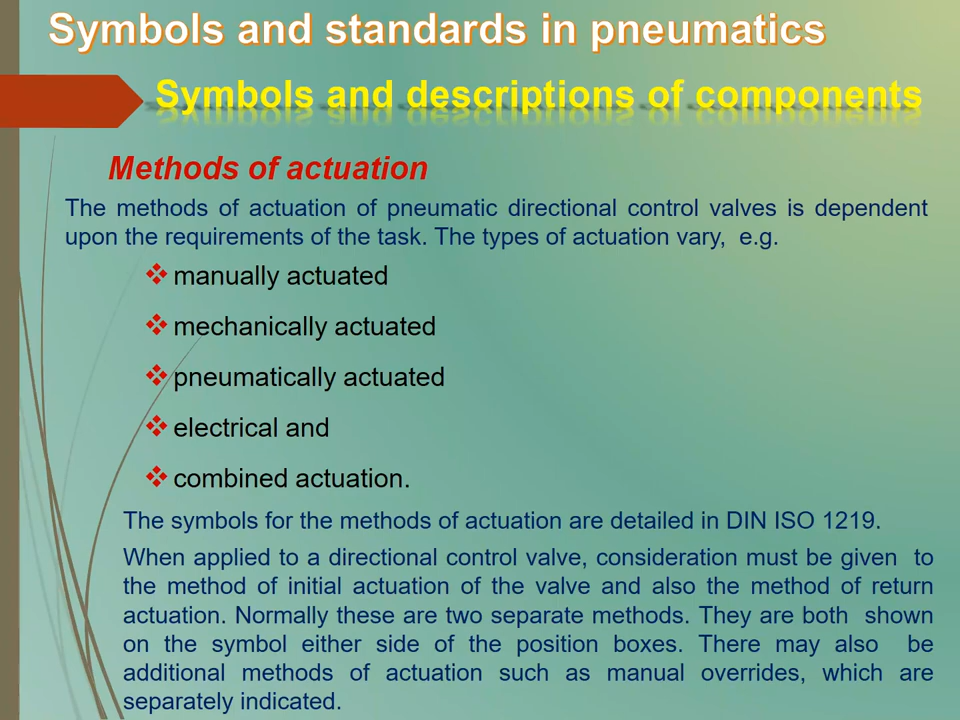 Symbols and standards in pneumatics
Symbols and descriptions of components
Methods of actuation
The methods of actuation of pneumatic directional control valves is dependent
upon the requirements of the task. The types of actuation vary, e.g.
❖ manually actuated
❖ mechanically actuated
❖ pneumatically actuated
❖ electrical and
❖ combined actuation.
The symbols for the methods of actuation are detailed in DIN ISO 1219.
When applied to a directional control valve, consideration must be given to
the method of initial actuation of the valve and also the method of return
actuation. Normally these are two separate methods. They are both shown
on the symbol either side of the position boxes. There may also be
additional methods of actuation such as manual overrides, which are
separately indicated.